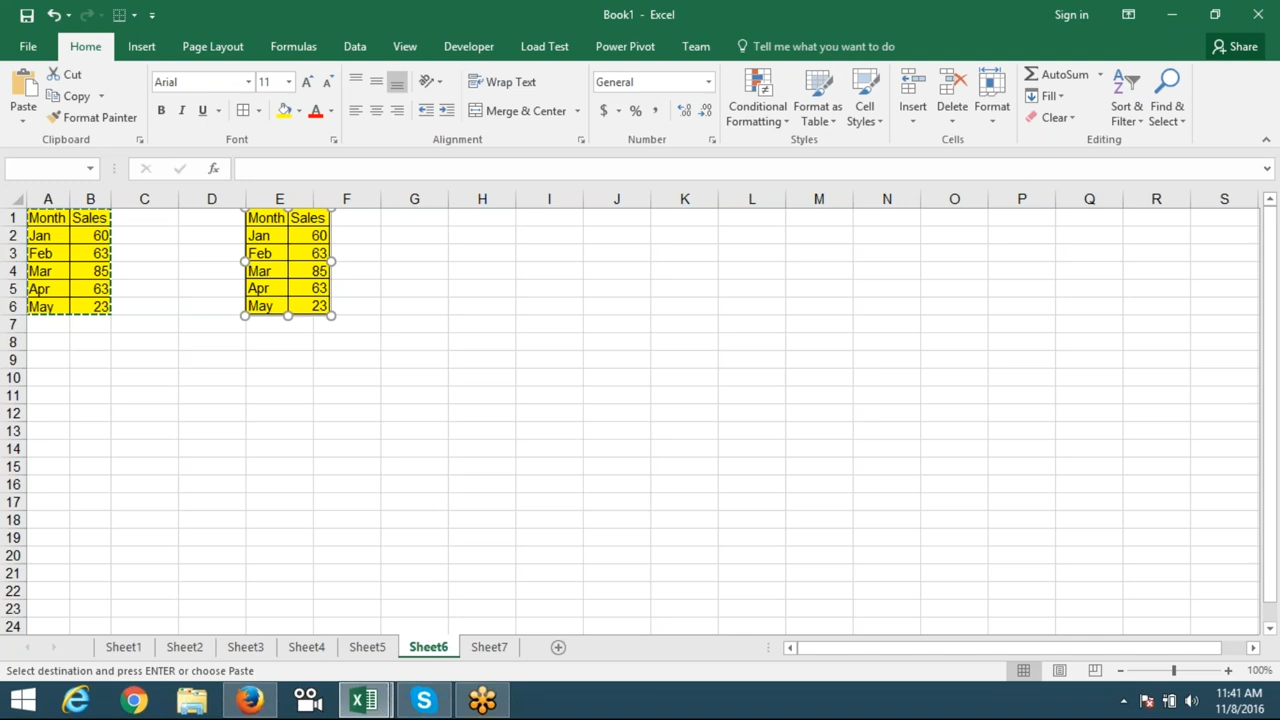 Book1 - Excel
Sign in
File Home Insert Page Layout Formulas Data View Developer Load Test Power Pivot Team Tell me what you want to do Share
Paste
Cut
Copy
Format Painter
Clipboard
Arial 11
B I U
Font
Wrap Text
Merge & Center
Alignment
General
$ % ,
Number
Conditional Formatting
Format as Table
Cell Styles
Styles
Insert Delete Format
Cells
AutoSum
Fill
Clear
Sort & Filter
Find & Select
Editing
fx
A B C D E F G H I J K L M N O P Q R S
1 Month Sales Month Sales
2 Jan 60 Jan 60
3 Feb 63 Feb 63
4 Mar 85 Mar 85
5 Apr 63 Apr 63
6 May 23 May 23
7
8
9
10
11
12
13
14
15
16
17
18
19
20
21
22
23
24
Sheet1 Sheet2 Sheet3 Sheet4 Sheet5 Sheet6 Sheet7
Select destination and press ENTER or choose Paste
100%
11:41 AM
11/8/2016